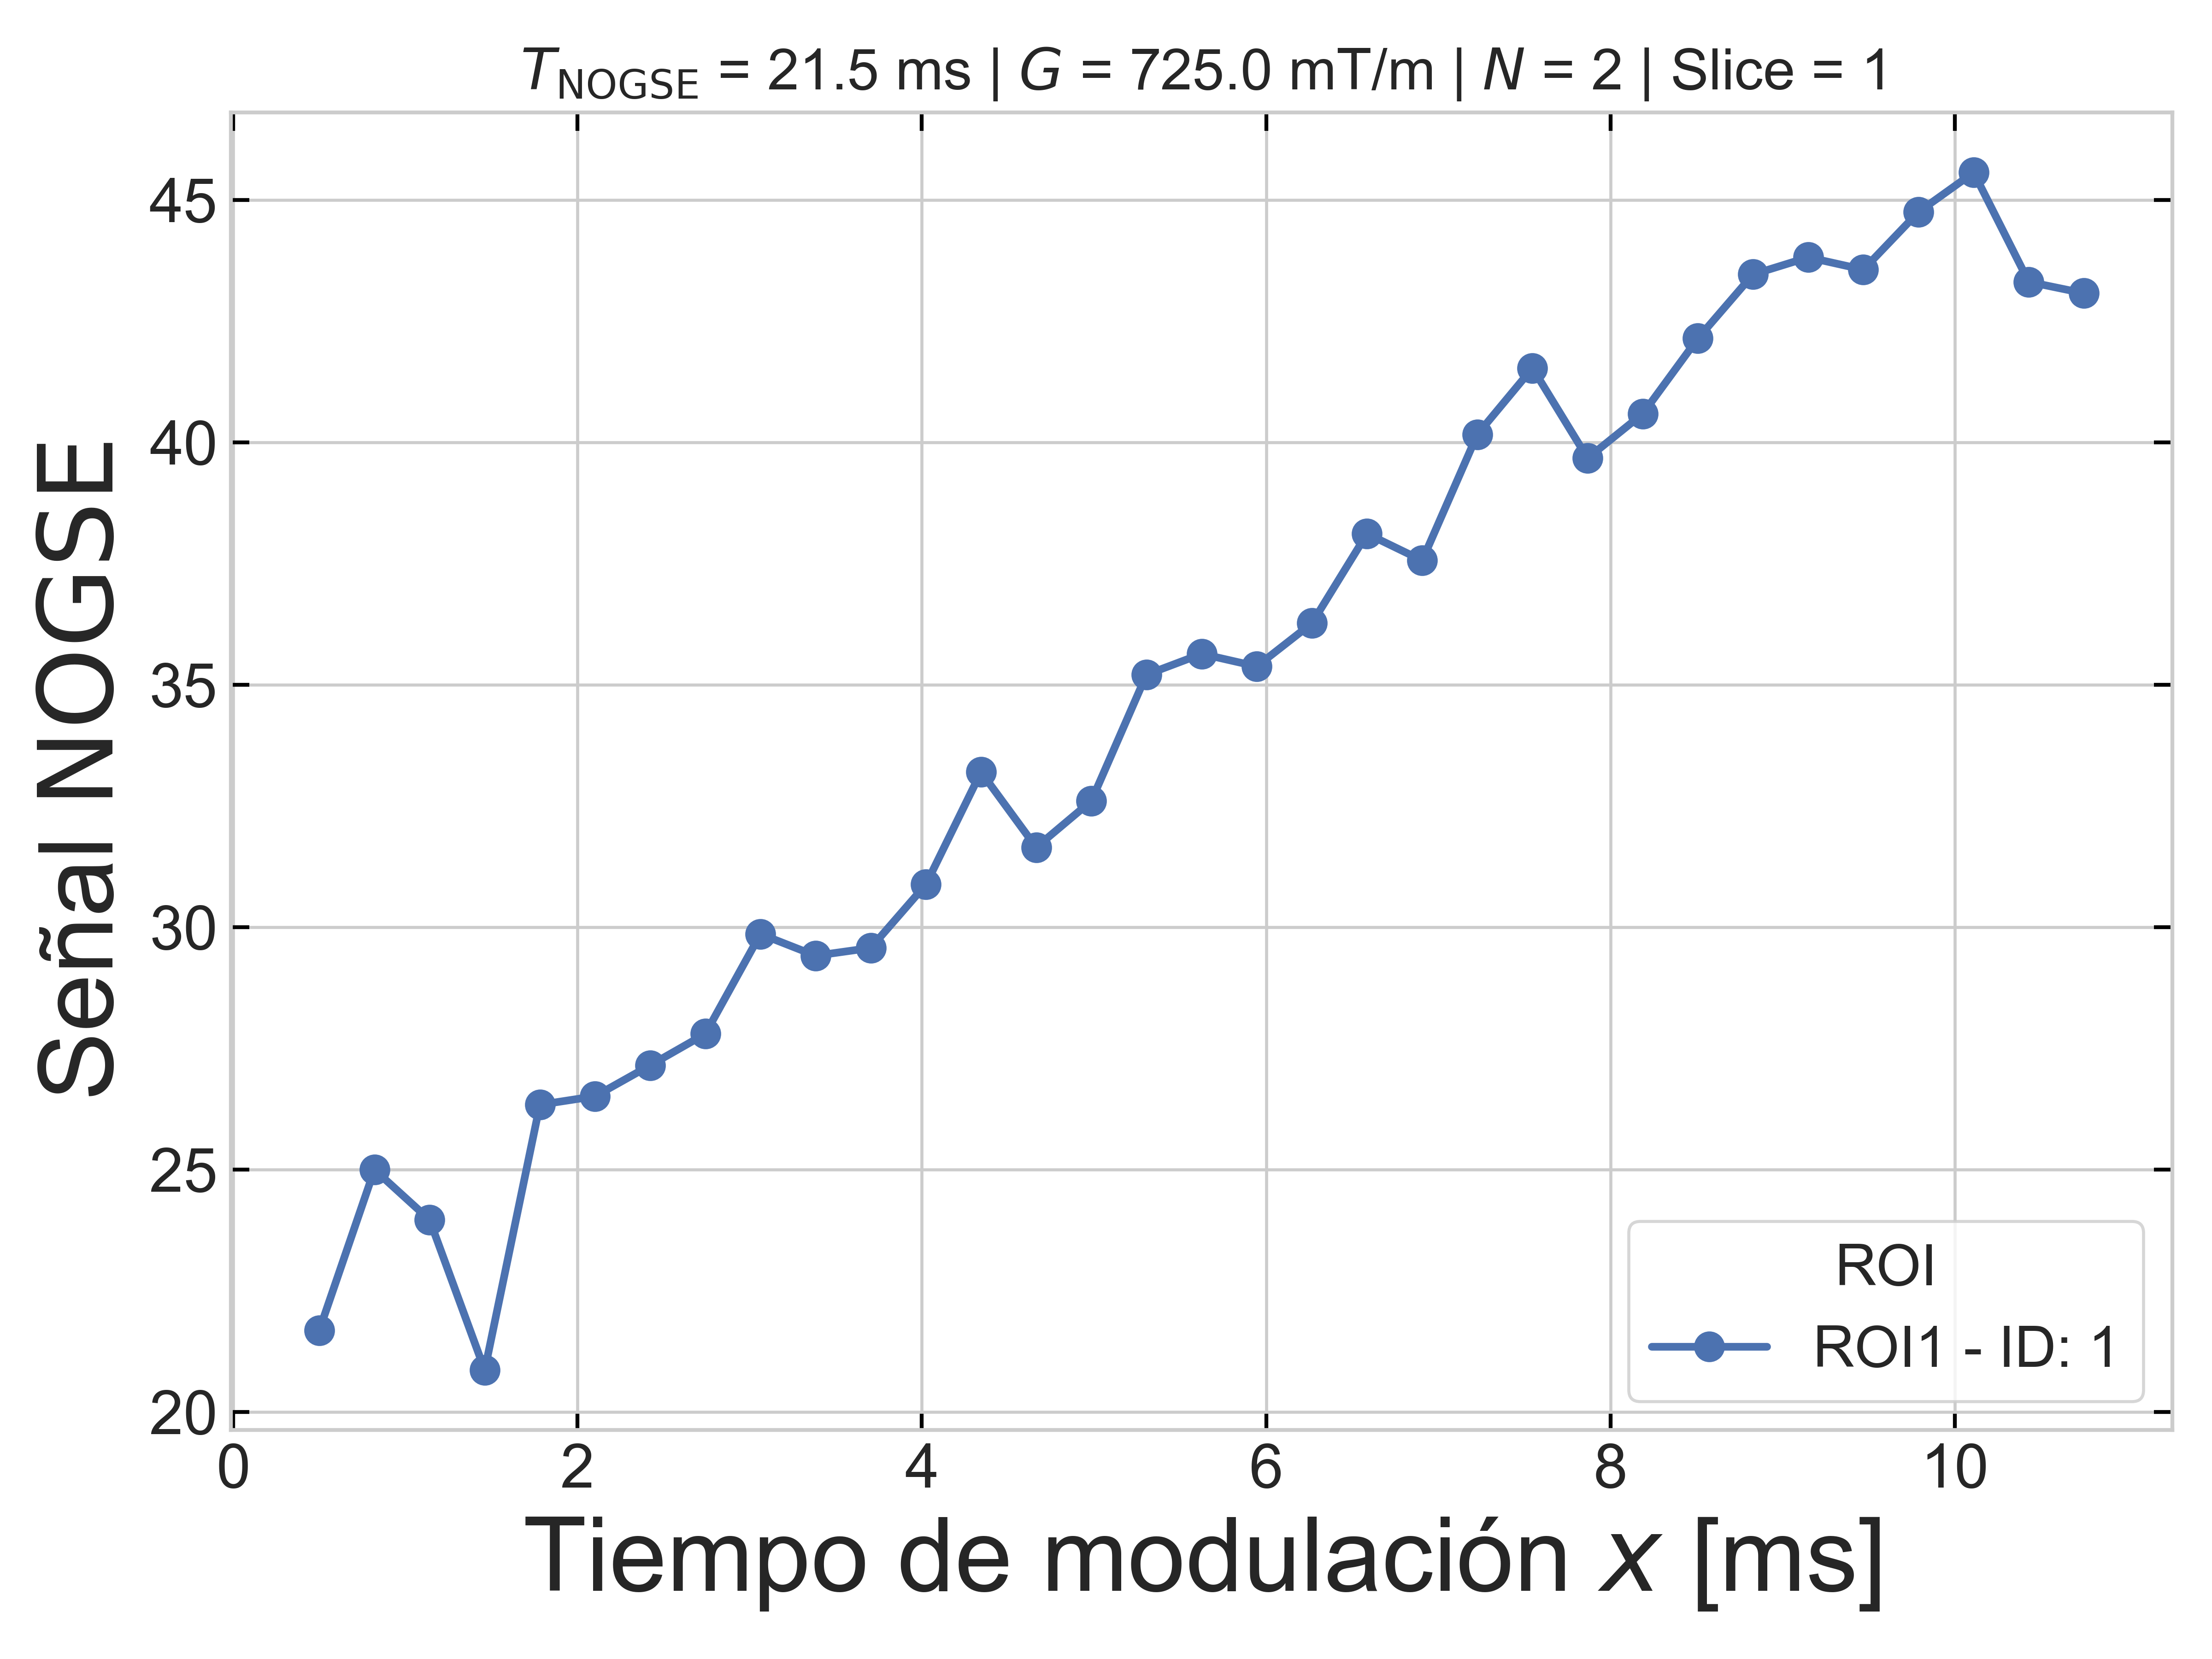 T_NOGSE = 21.5 ms | G = 725.0 mT/m | N = 2 | Slice = 1
Señal NOGSE
45
40
35
30
25
20
0 2 4 6 8 10
Tiempo de modulación x [ms]
ROI
ROI1 - ID: 1